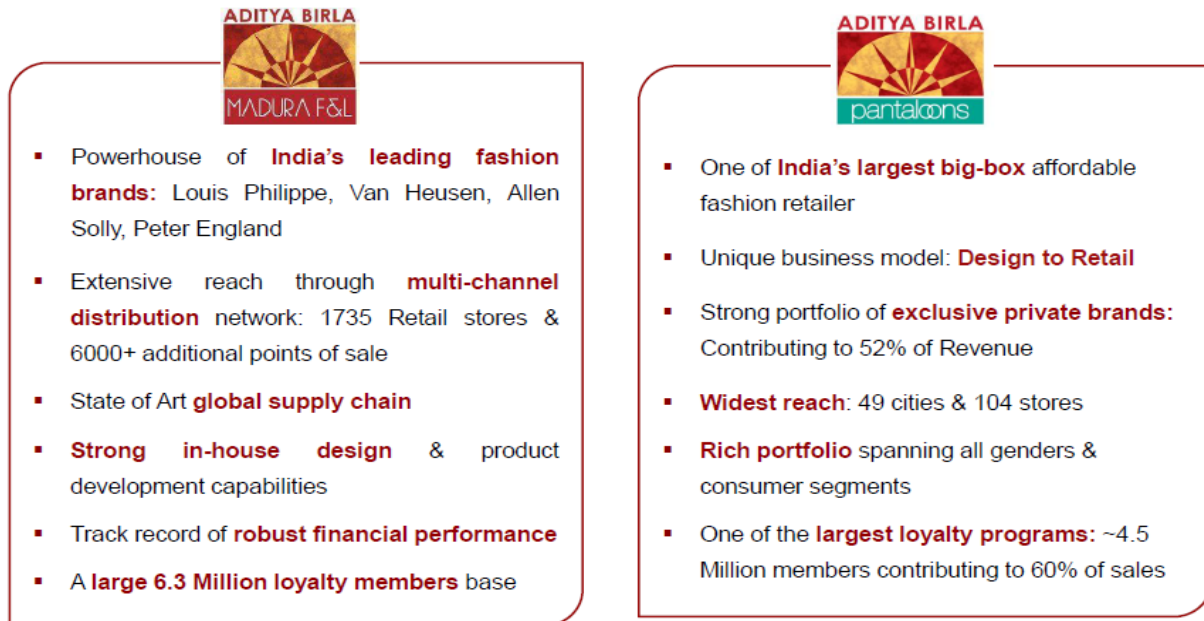 ADITYA BIRLA
MADURA F&L
▪ Powerhouse of India's leading fashion
brands: Louis Philippe, Van Heusen, Allen
Solly, Peter England
▪ Extensive reach through multi-channel
distribution network: 1735 Retail stores &
6000+ additional points of sale
▪ State of Art global supply chain
▪ Strong in-house design & product
development capabilities
▪ Track record of robust financial performance
▪ A large 6.3 Million loyalty members base
ADITYA BIRLA
pantaloons
▪ One of India's largest big-box affordable
fashion retailer
▪ Unique business model: Design to Retail
▪ Strong portfolio of exclusive private brands:
Contributing to 52% of Revenue
▪ Widest reach: 49 cities & 104 stores
▪ Rich portfolio spanning all genders &
consumer segments
▪ One of the largest loyalty programs: ~4.5
Million members contributing to 60% of sales